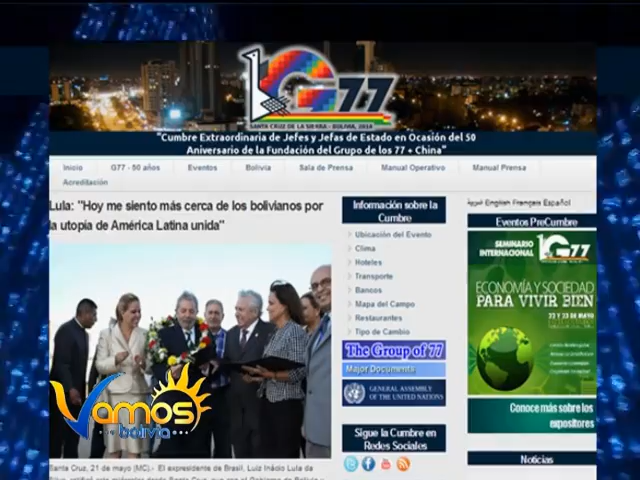 G77
SANTA CRUZ DE LA SIERRA - BOLIVIA, 2014
"Cumbre Extraordinaria de Jefes y Jefas de Estado en Ocasión del 50
Aniversario de la Fundación del Grupo de los 77 + China"
Inicio G77 - 50 años Eventos Bolivia Sala de Prensa Manual Operativo Manual Prensa
Acreditación
Lula: "Hoy me siento más cerca de los bolivianos por
la utopía de América Latina unida"
Santa Cruz, 21 de mayo (MC).- El expresidente de Brasil, Luiz Inácio Lula da
Información sobre la
Cumbre
Ubicación del Evento
Clima
Hoteles
Transporte
Bancos
Mapa del Campo
Restaurantes
Tipo de Cambio
The Group of 77
Major Documents
GENERAL ASSEMBLY
OF THE UNITED NATIONS
Sigue la Cumbre en
Redes Sociales
English Français Español
Eventos PreCumbre
SEMINARIO
INTERNACIONAL
G77
ECONOMÍA Y SOCIEDAD
PARA VIVIR BIEN
22 Y 23 DE MAYO
Conoce más sobre los
expositores
Noticias
Vamos
bolivia